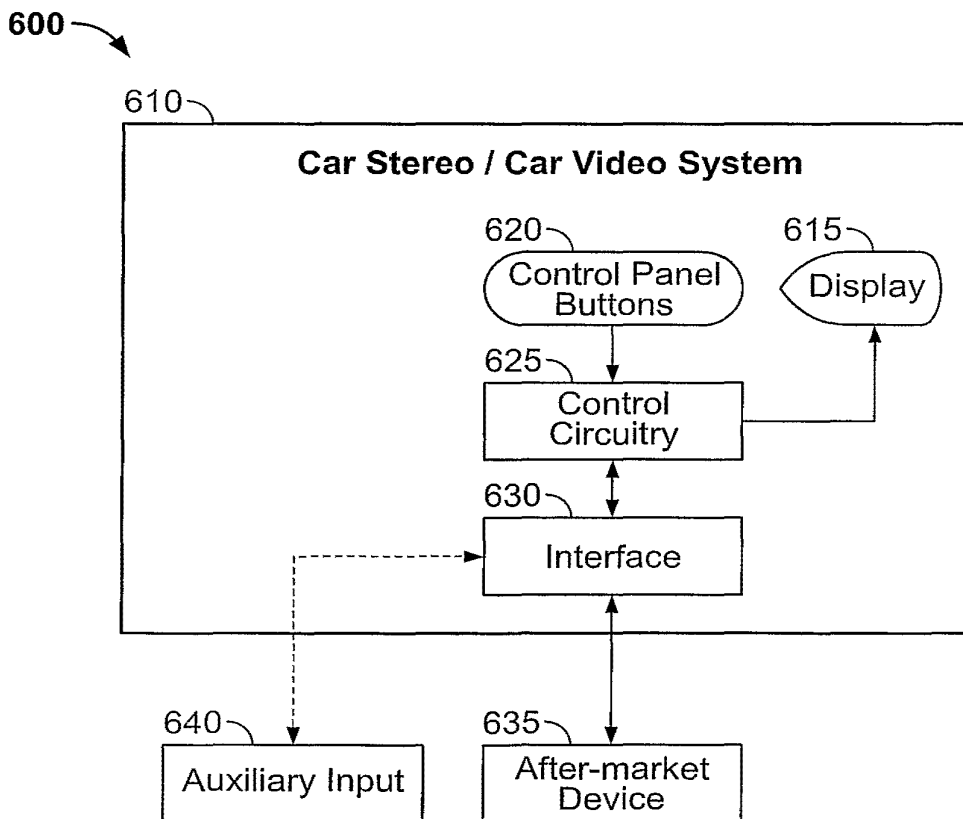 600
610
Car Stereo / Car Video System
620
615
Control Panel
Buttons
Display
625
Control
Circuitry
630
Interface
640
635
Auxiliary Input
After-market
Device